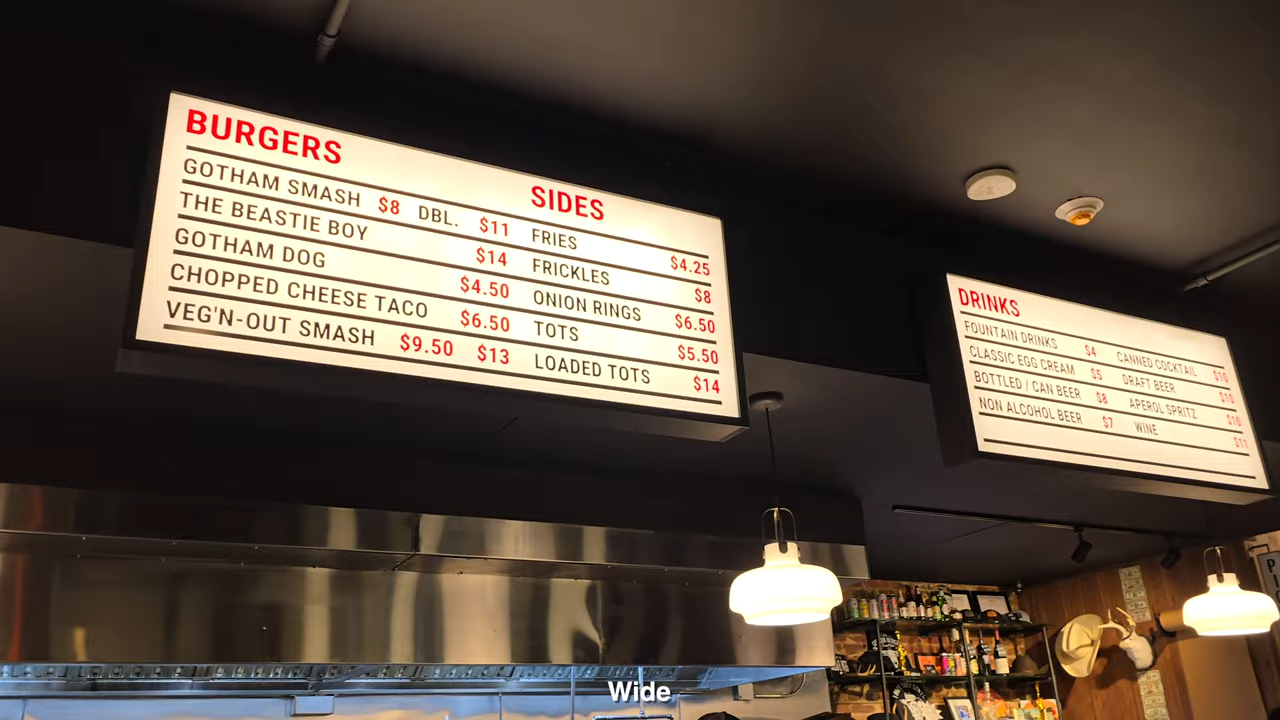 BURGERS
GOTHAM SMASH $8 DBL. $11
THE BEASTIE BOY $14
GOTHAM DOG $4.50
CHOPPED CHEESE TACO $6.50
VEG'N-OUT SMASH $9.50 $13
SIDES
FRIES $4.25
FRICKLES $8
ONION RINGS $6.50
TOTS $5.50
LOADED TOTS $14
DRINKS
FOUNTAIN DRINKS $4
CLASSIC EGG CREAM $5
BOTTLED / CAN BEER $8
NON ALCOHOL BEER $7
CANNED COCKTAIL $10
DRAFT BEER $10
APEROL SPRITZ $10
WINE $11
Wide